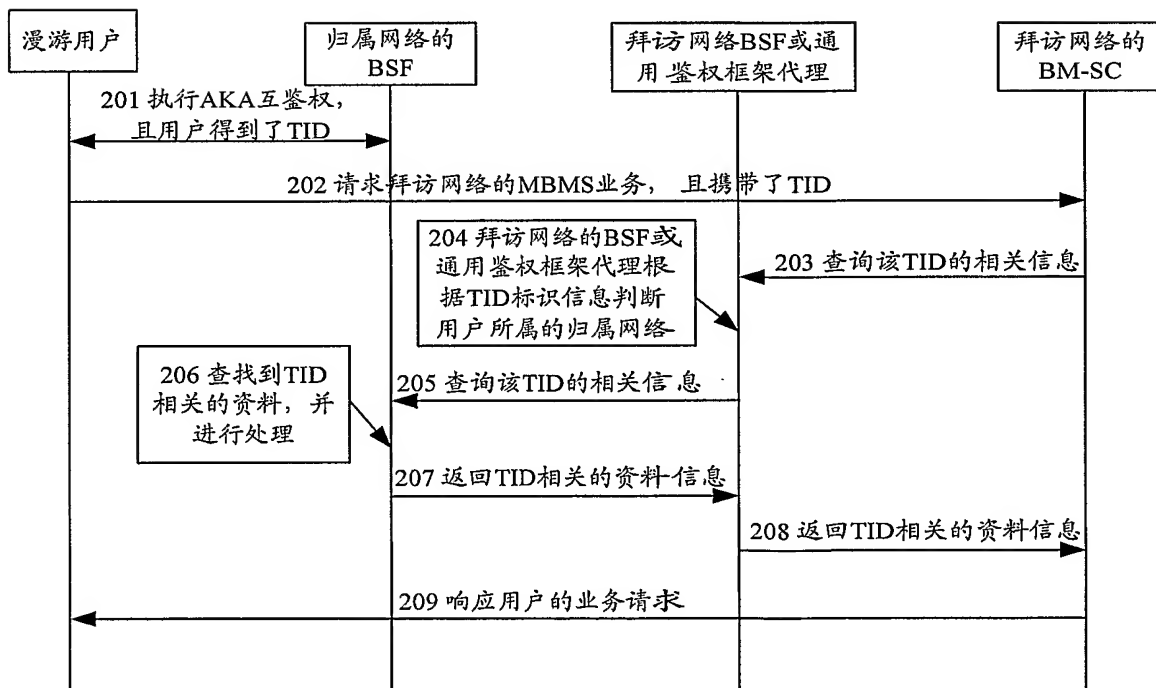 漫游用户
归属网络的
BSF
拜访网络BSF或通
用鉴权框架代理
拜访网络的
BM-SC
201 执行AKA互鉴权，
且用户得到了TID
202 请求拜访网络的MBMS业务， 且携带了TID
203 查询该TID的相关信息
204 拜访网络的BSF或
通用鉴权框架代理根
据TID标识信息判断
用户所属的归属网络
205 查询该TID的相关信息
206 查找到TID
相关的资料，并
进行处理
207 返回TID相关的资料信息
208 返回TID相关的资料信息
209 响应用户的业务请求